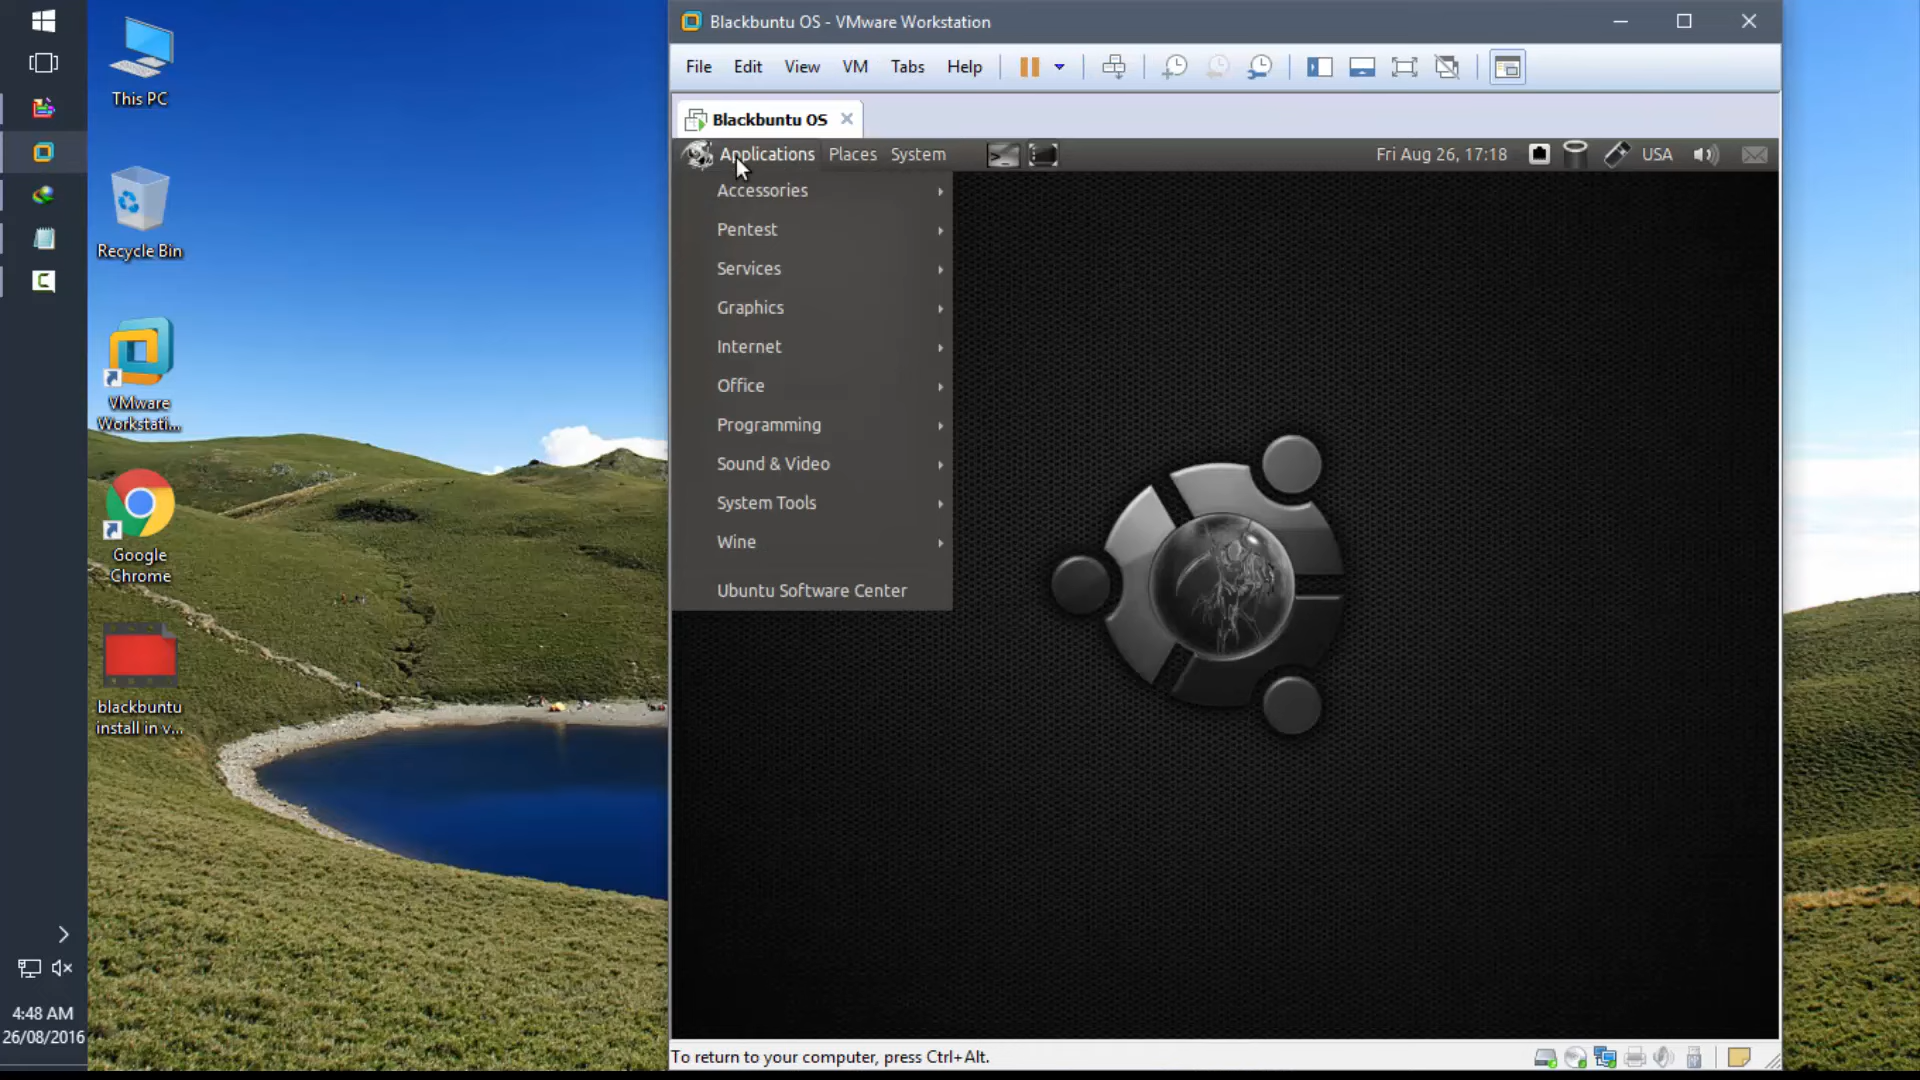 This PC
Recycle Bin
VMware
Workstati...
Google
Chrome
blackbuntu
install in v...
4:48 AM
26/08/2016
Blackbuntu OS - VMware Workstation
File Edit View VM Tabs Help
Blackbuntu OS
Applications Places System Fri Aug 26, 17:18 USA
Accessories
Pentest
Services
Graphics
Internet
Office
Programming
Sound & Video
System Tools
Wine
Ubuntu Software Center
To return to your computer, press Ctrl+Alt.